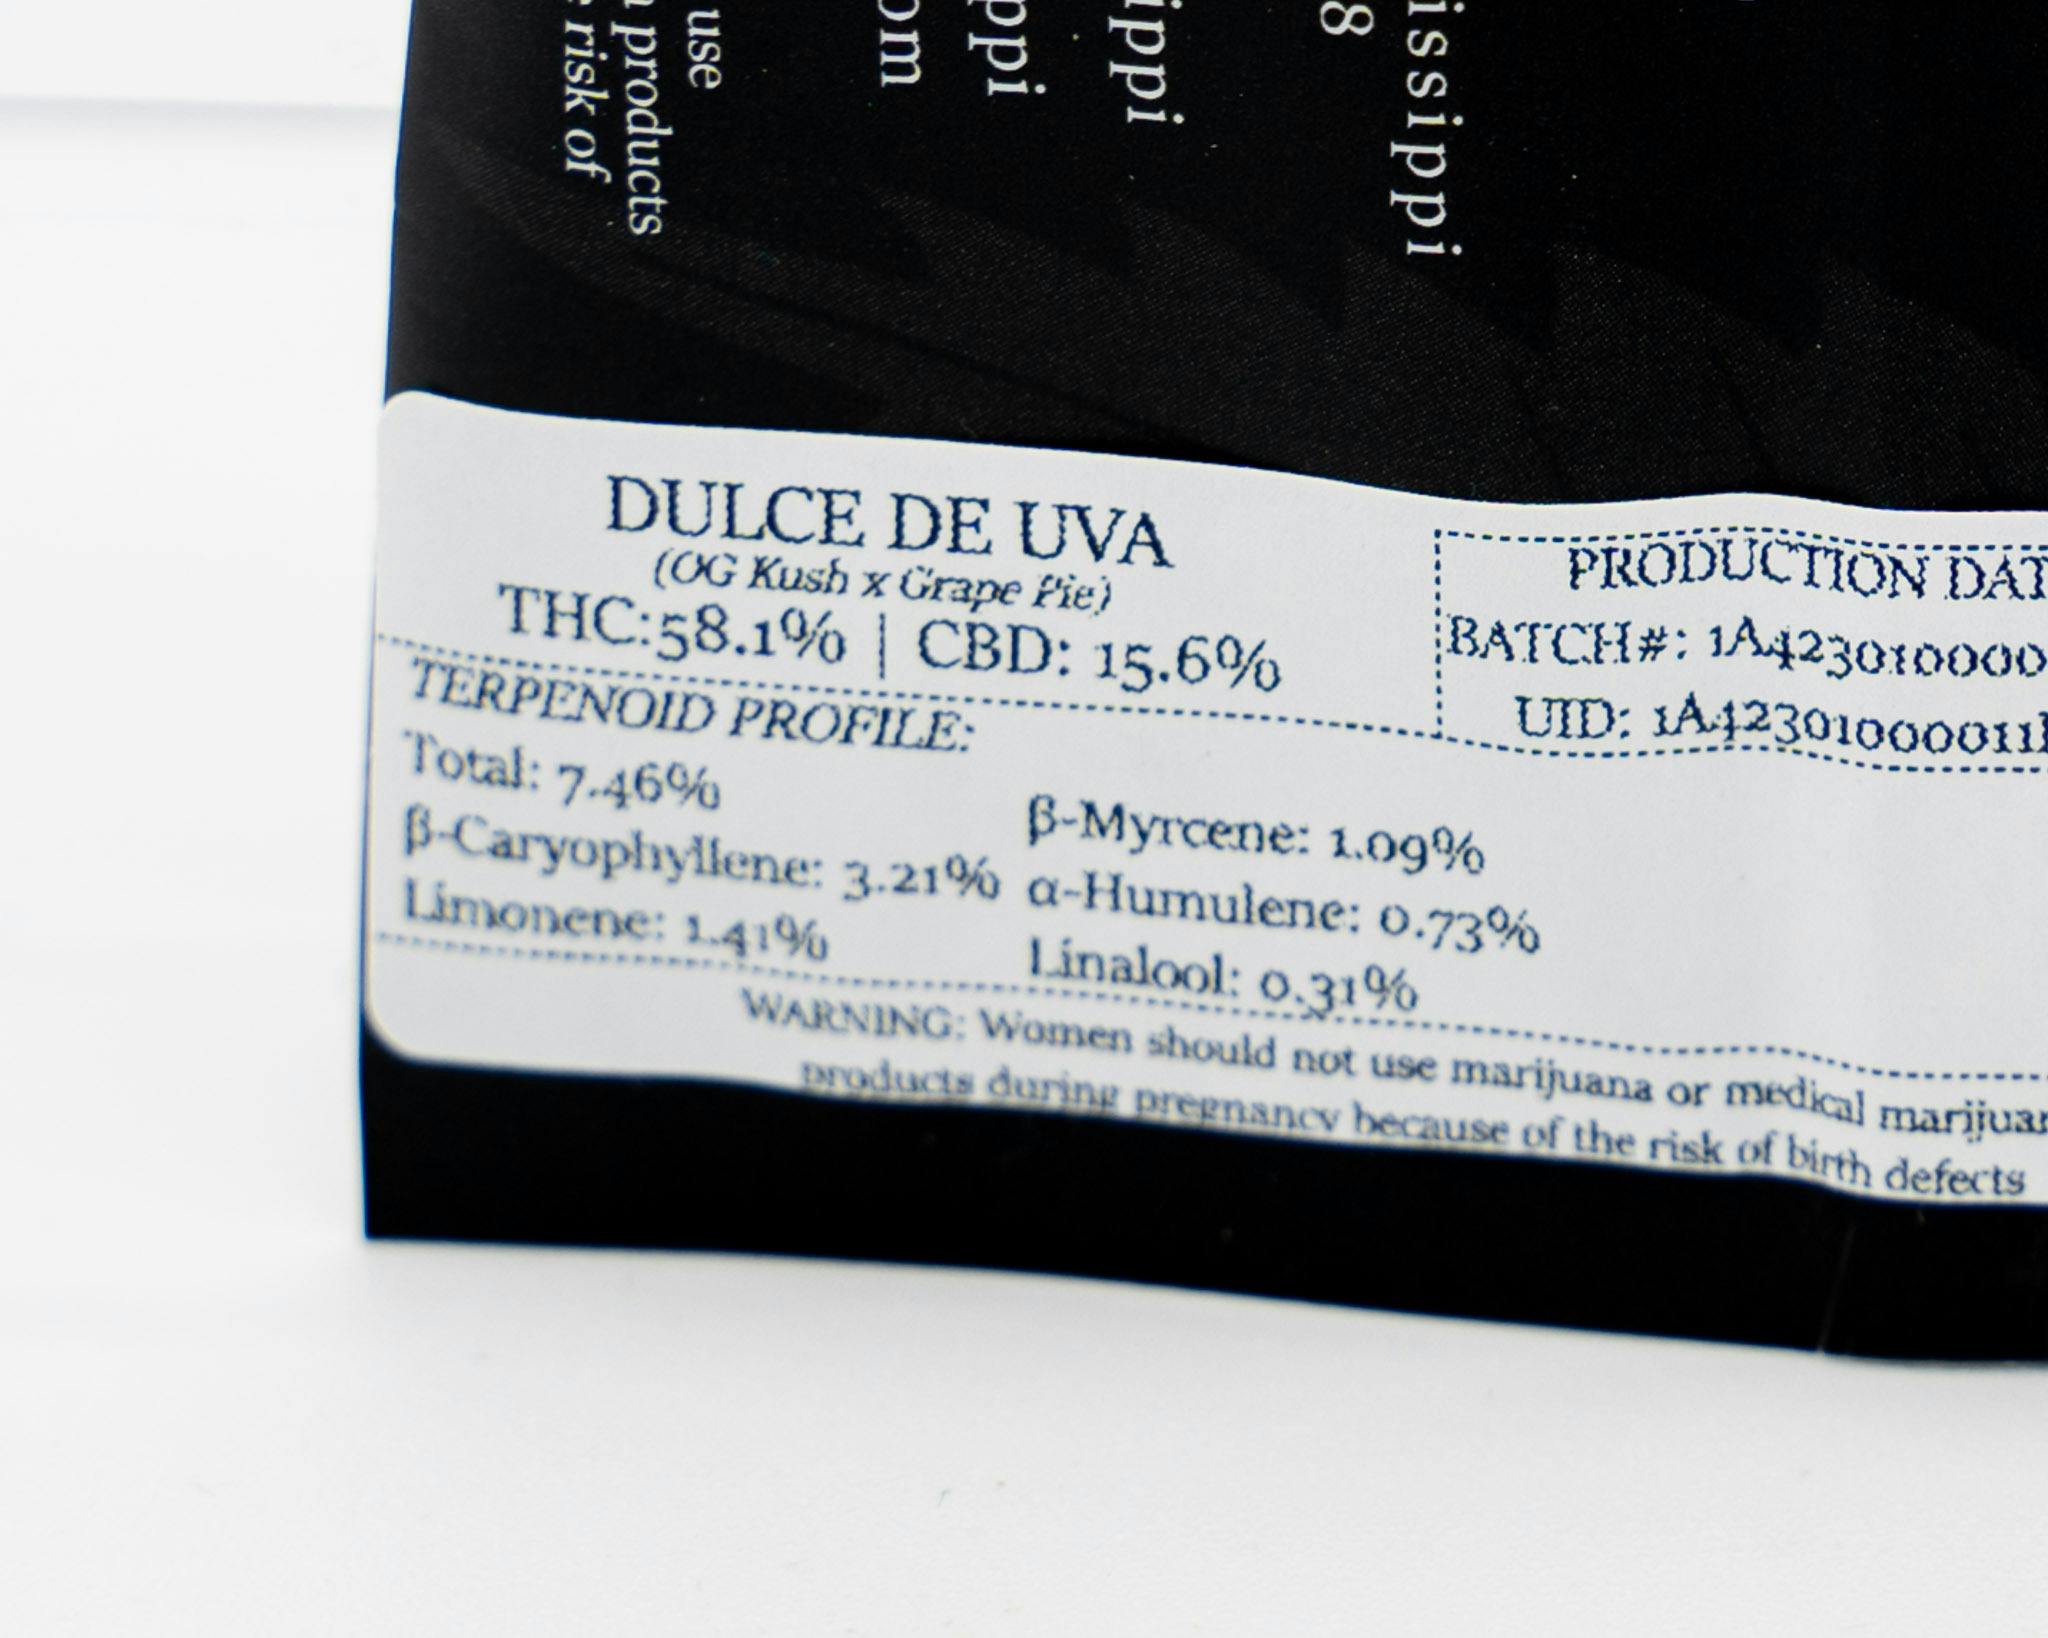 use
products
risk of
om
ppi
ippi
8
issippi
DULCE DE UVA
(OG Kush x Grape Pie)
THC:58.1% | CBD: 15.6%
PRODUCTION DAT
BATCH#: 1A423010000
UID: 1A42301000011
TERPENOID PROFILE:
Total: 7.46%
β-Caryophyllene: 3.21%
Limonene: 1.41%
β-Myrcene: 1.09%
α-Humulene: 0.73%
Linalool: 0.31%
WARNING: Women should not use marijuana or medical marijuan
products during pregnancy because of the risk of birth defects